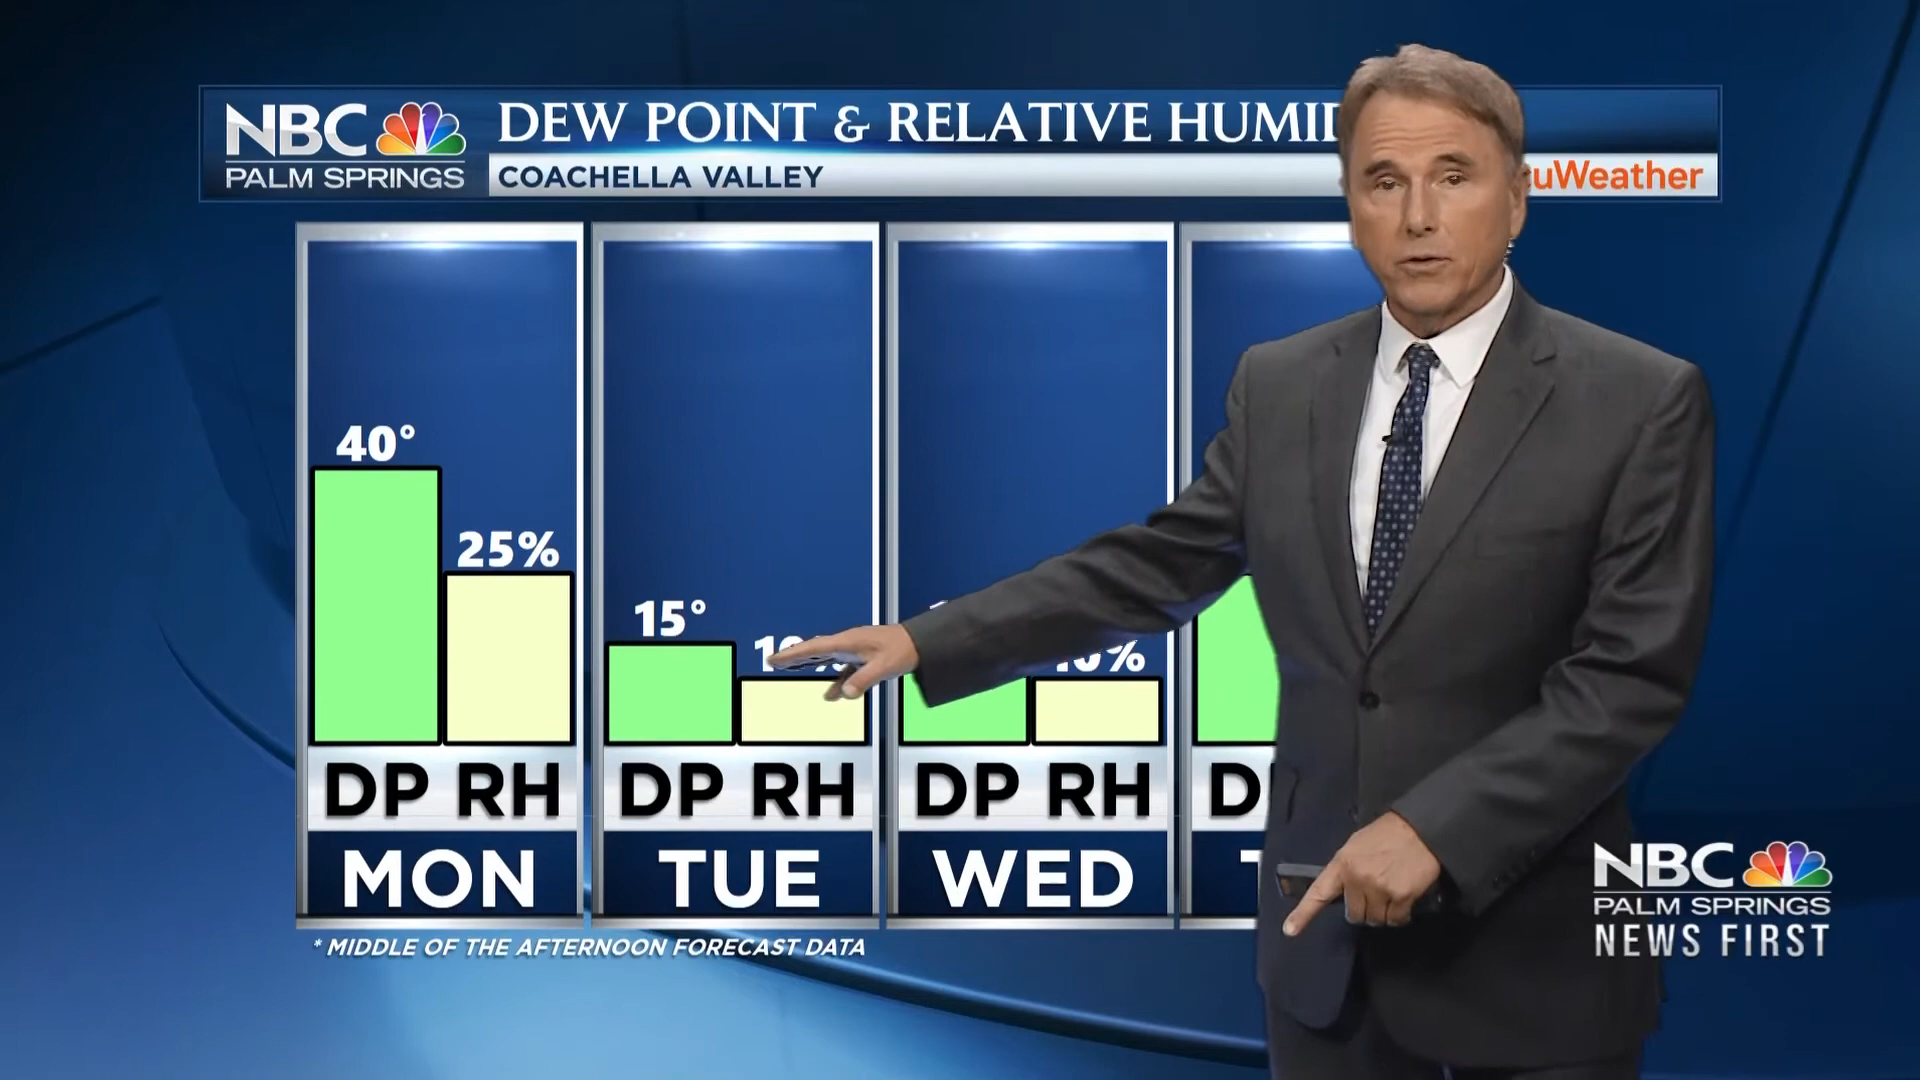 NBC
PALM SPRINGS
DEW POINT & RELATIVE HUMID
COACHELLA VALLEY
uWeather
40°
25%
15°
DP RH
DP RH
DP RH
MON
TUE
WED
* MIDDLE OF THE AFTERNOON FORECAST DATA
NBC
PALM SPRINGS
NEWS FIRST